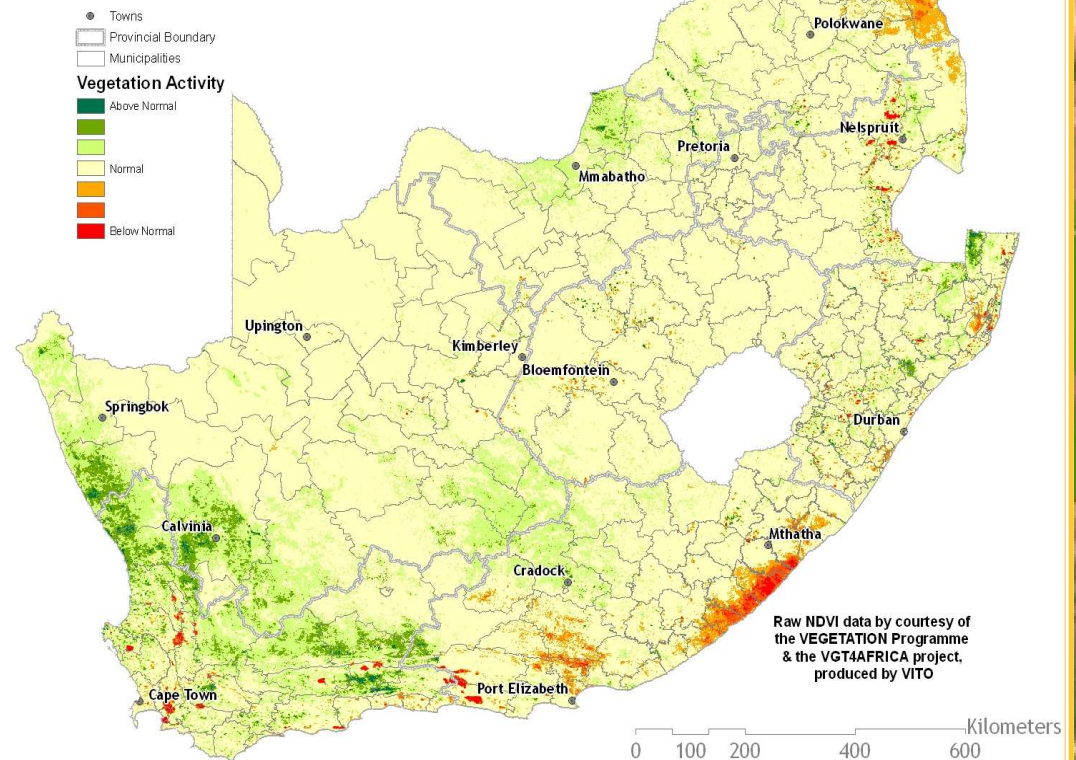 Towns
Provincial Boundary
Municipalities
Vegetation Activity
Above Normal
Normal
Below Normal
Polokwane
Nelspruit
Pretoria
Mmabatho
Upington
Kimberley
Bloemfontein
Springbok
Durban
Calvinia
Mthatha
Cradock
Raw NDVI data by courtesy of
the VEGETATION Programme
& the VGT4AFRICA project,
produced by VITO
Cape Town
Port Elizabeth
Kilometers
0 100 200 400 600